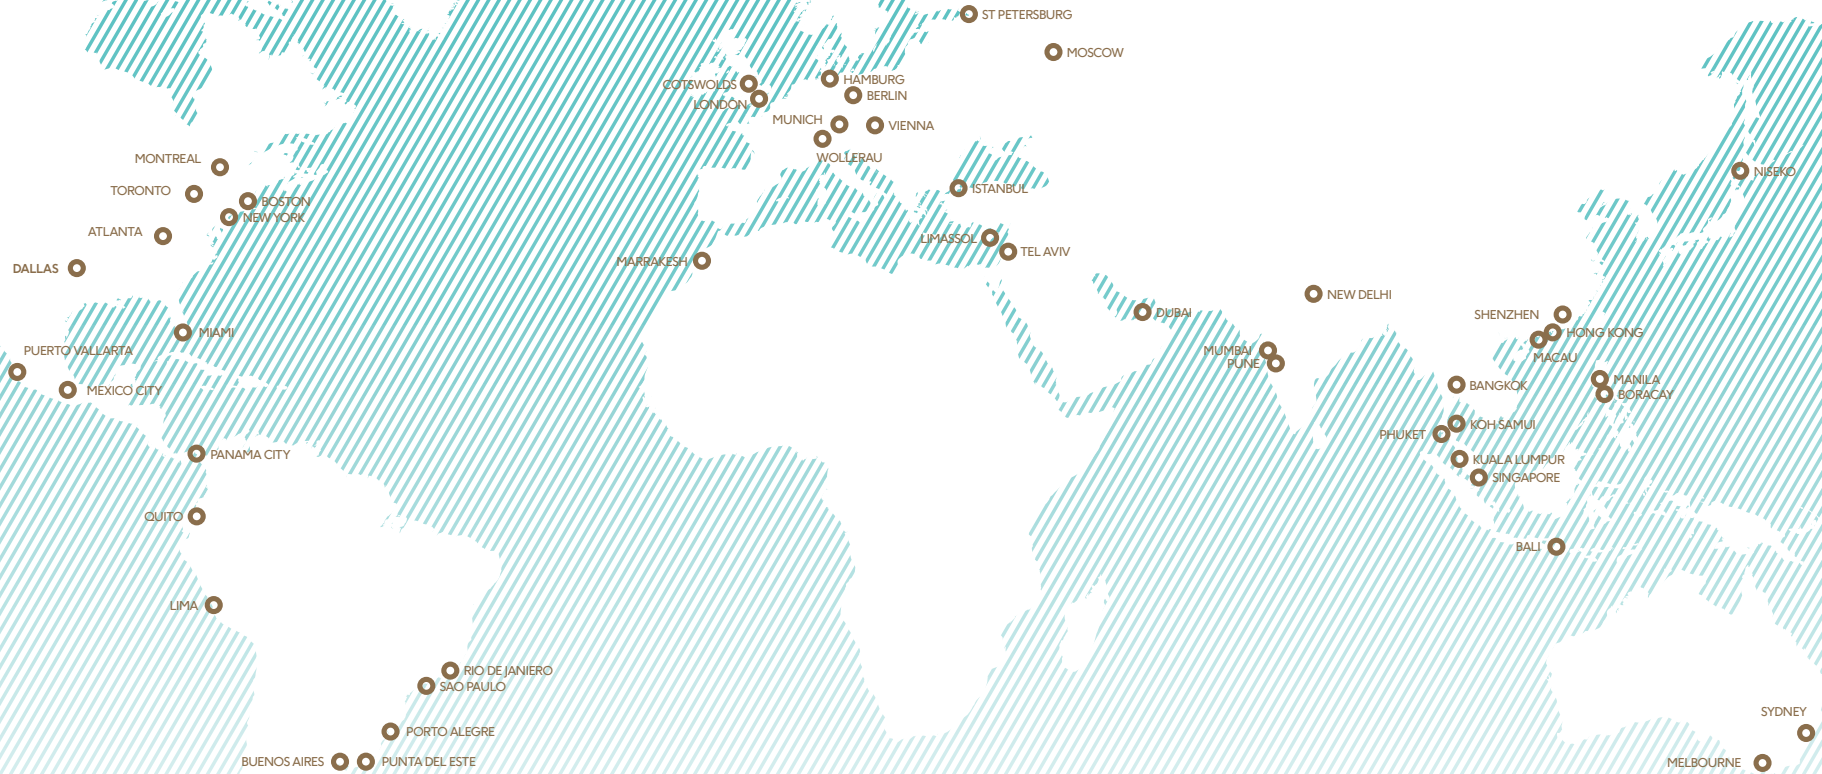 ST PETERSBURG
MOSCOW
COTSWOLDS
HAMBURG
LONDON
BERLIN
MUNICH
VIENNA
WOLLERAU
MONTREAL
TORONTO
BOSTON
NEW YORK
ATLANTA
DALLAS
ISTANBUL
NISEKO
LIMASSOL
TEL AVIV
MARRAKESH
NEW DELHI
DUBAI
SHENZHEN
HONG KONG
MACAU
MIAMI
PUERTO VALLARTA
MEXICO CITY
MUMBAI
PUNE
BANGKOK
MANILA
BORACAY
KOH SAMUI
PHUKET
PANAMA CITY
KUALA LUMPUR
SINGAPORE
QUITO
BALI
LIMA
RIO DE JANIERO
SAO PAULO
SYDNEY
PORTO ALEGRE
BUENOS AIRES
PUNTA DEL ESTE
MELBOURNE